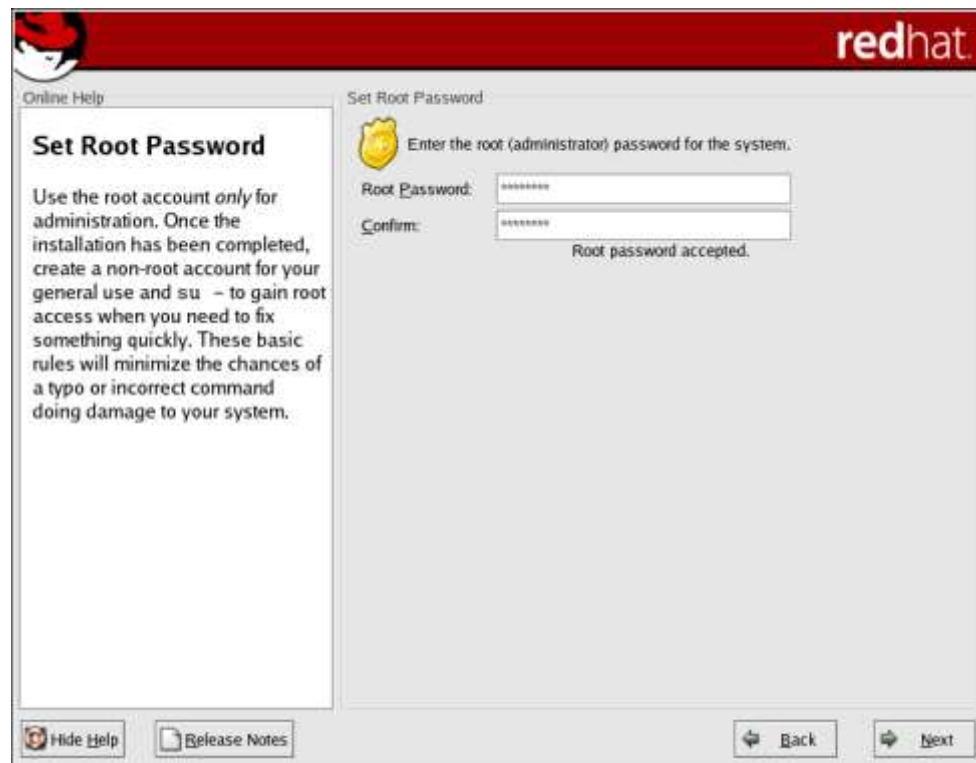 redhat.
Online Help
Set Root Password
Use the root account only for
administration. Once the
installation has been completed,
create a non-root account for your
general use and su - to gain root
access when you need to fix
something quickly. These basic
rules will minimize the chances of
a typo or incorrect command
doing damage to your system.
Set Root Password
Enter the root (administrator) password for the system.
Root Password: ********
Confirm: ********
Root password accepted.
Hide Help
Release Notes
Back
Next